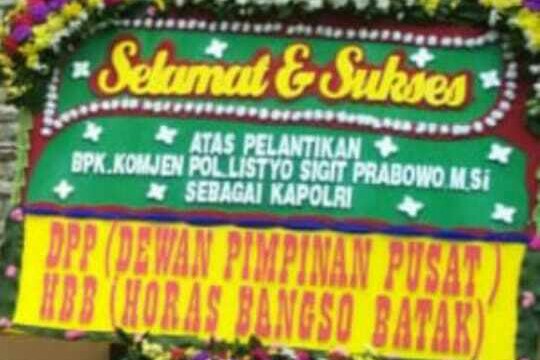 Selamat & Sukses
ATAS PELANTIKAN
BPK.KOMJEN POL.LISTYO SIGIT PRABOWO.M.Si
SEBAGAI KAPOLRI
DPP (DEWAN PIMPINAN PUSAT)
HBB (HORAS BANGSO BATAK)